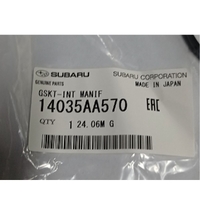 SUBARU
SUBARU CORPORATION
GENUINE PARTS
MADE IN JAPAN
GSKT-INT MANIF
14035AA570
EAC
QTY
1 24.06M G